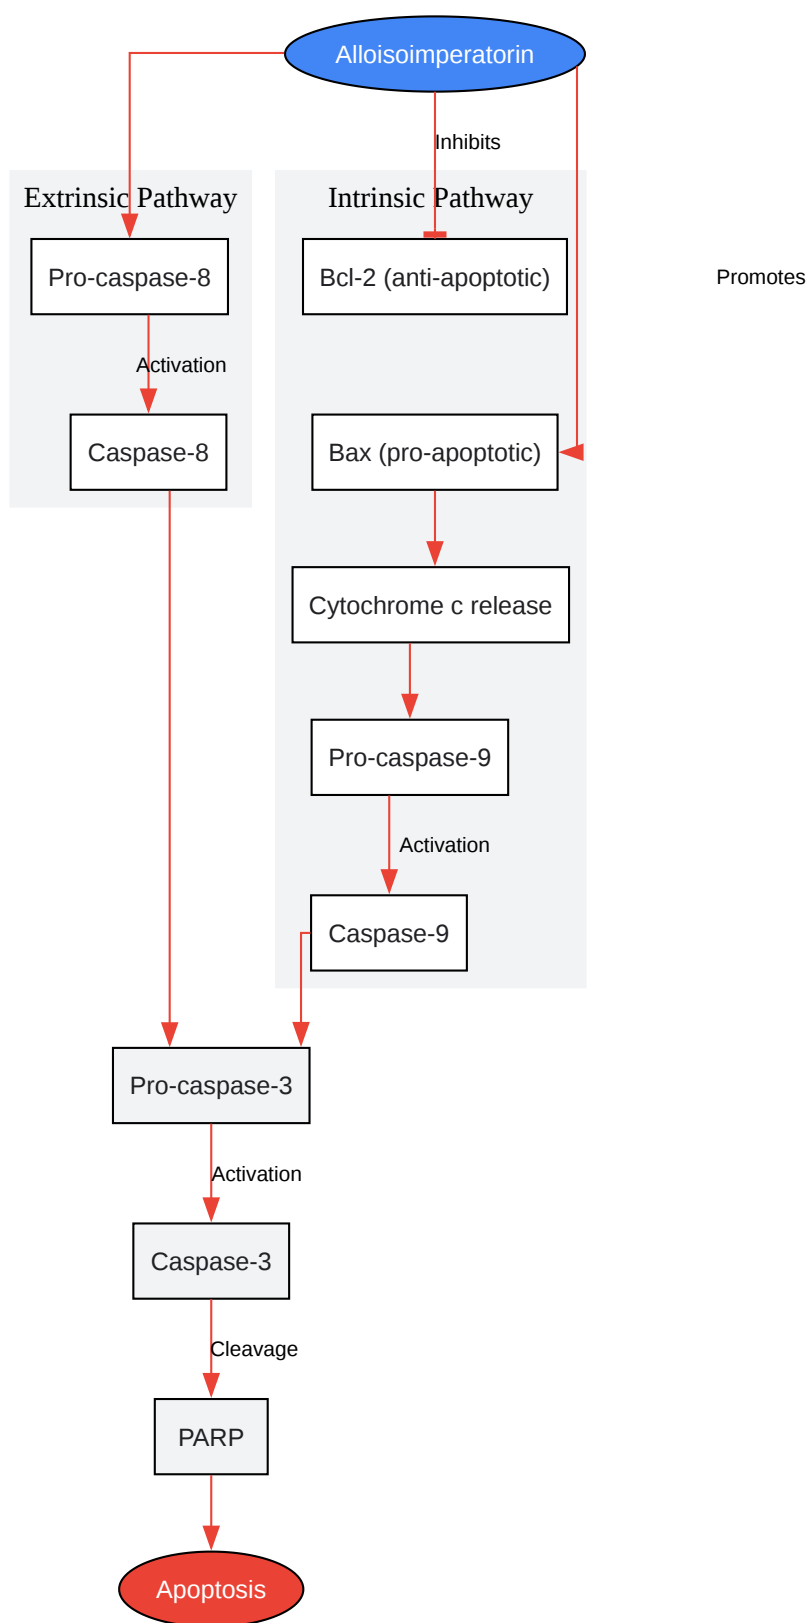 Alloisoimperatorin
Inhibits
Extrinsic Pathway
Intrinsic Pathway
Pro-caspase-8
Bcl-2 (anti-apoptotic)
Promotes
Activation
Caspase-8
Bax (pro-apoptotic)
Cytochrome c release
Pro-caspase-9
Activation
Caspase-9
Pro-caspase-3
Activation
Caspase-3
Cleavage
PARP
Apoptosis